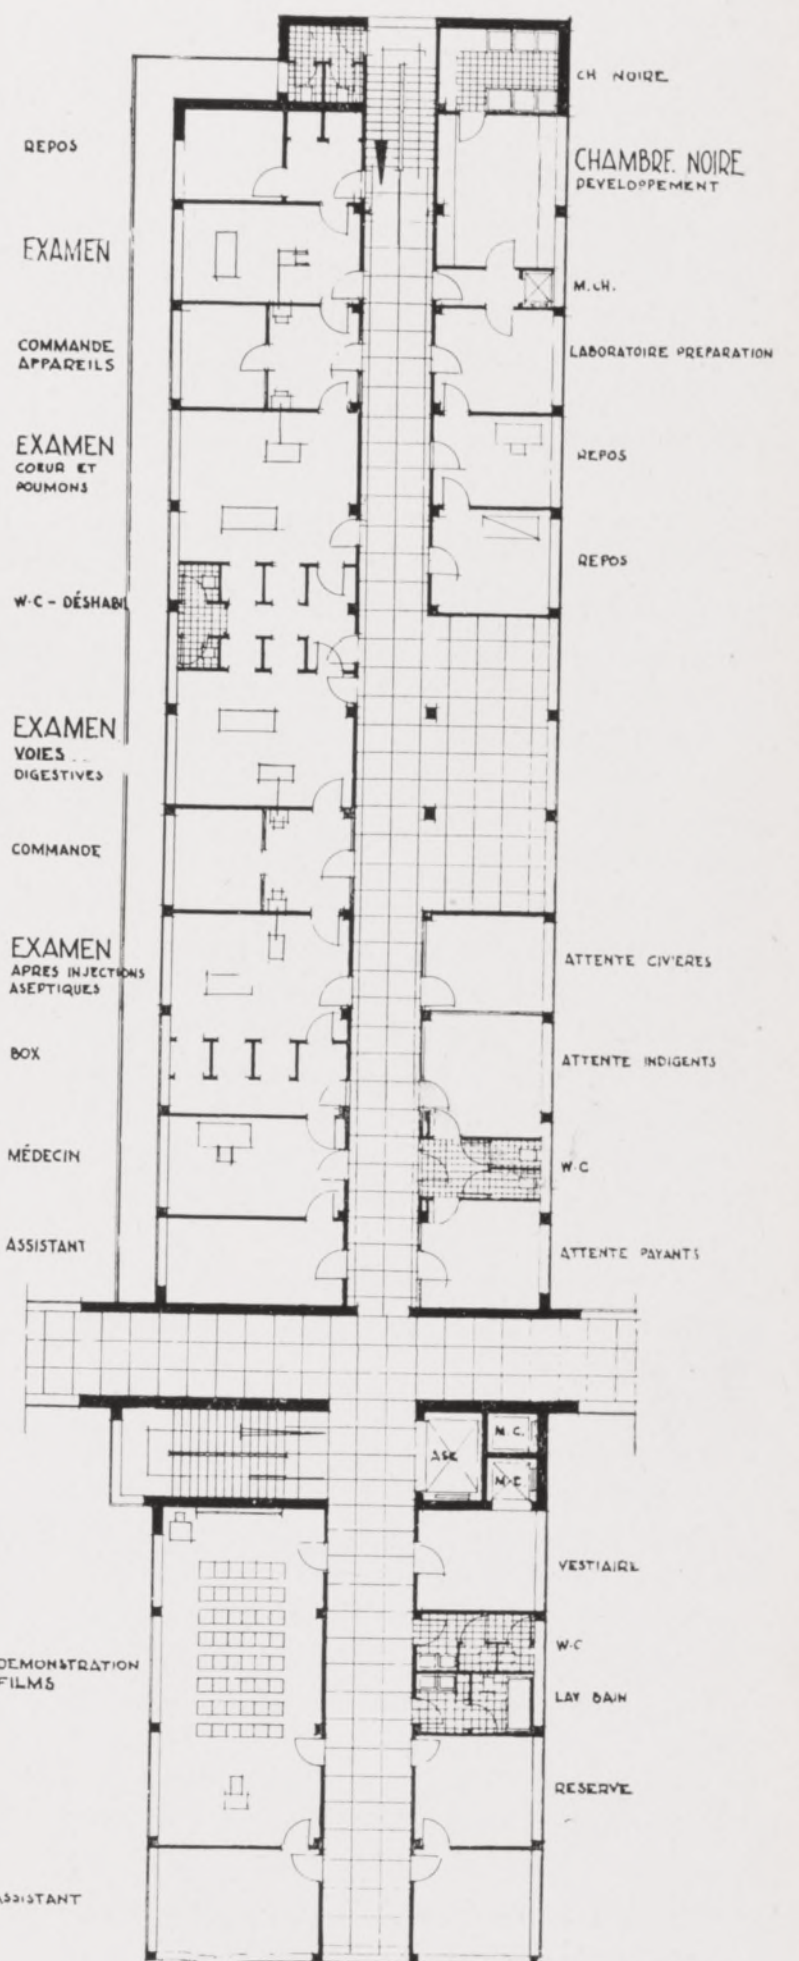 REPOS
EXAMEN
COMMANDE
APPAREILS
EXAMEN
COEUR ET
POUMONS
W.C - DÉSHABIL
EXAMEN
VOIES
DIGESTIVES
COMMANDE
EXAMEN
APRES INJECTIONS
ASEPTIQUES
BOX
MÉDECIN
ASSISTANT
DEMONSTRATION
FILMS
ASSISTANT
CH NOIRE
CHAMBRE NOIRE
DEVELOPPEMENT
M.CH.
LABORATOIRE PREPARATION
REPOS
REPOS
ATTENTE CIVIERES
ATTENTE INDIGENTS
W.C
ATTENTE PAYANTS
ASC
M.C.
VESTIAIRE
W.C
LAV BAIN
RESERVE